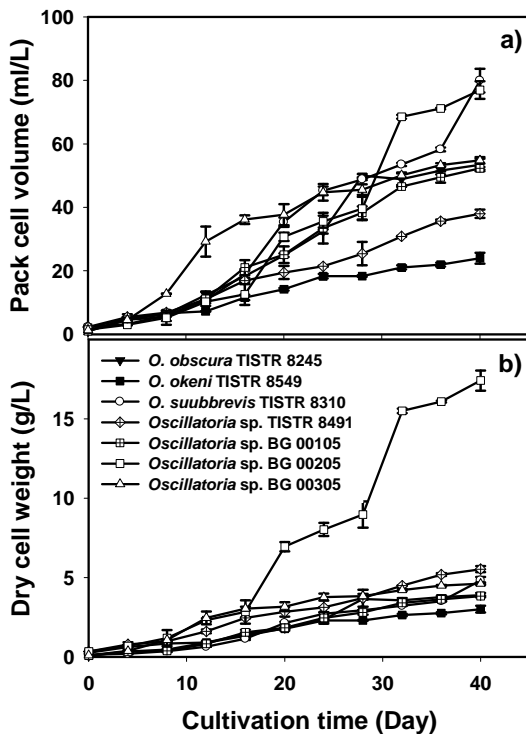 100
a)
80
60
40
20
0
Pack cell volume (ml/L)
b)
15
10
5
0
Dry cell weight (g/L)
O. obscura TISTR 8245
O. okeni TISTR 8549
O. suubbrevis TISTR 8310
Oscillatoria sp. TISTR 8491
Oscillatoria sp. BG 00105
Oscillatoria sp. BG 00205
Oscillatoria sp. BG 00305
0 10 20 30 40
Cultivation time (Day)